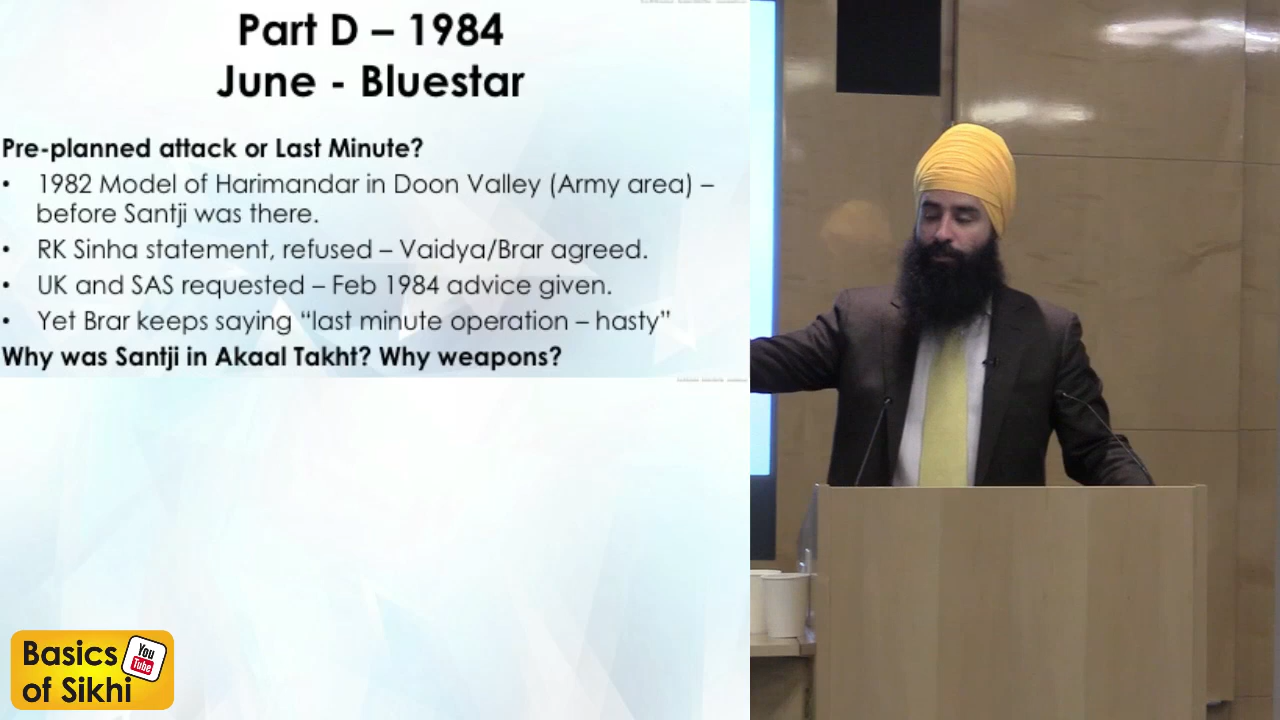 Part D – 1984
June - Bluestar
Pre-planned attack or Last Minute?
• 1982 Model of Harimandar in Doon Valley (Army area) –
before Santji was there.
• RK Sinha statement, refused – Vaidya/Brar agreed.
• UK and SAS requested – Feb 1984 advice given.
• Yet Brar keeps saying “last minute operation – hasty”
Why was Santji in Akaal Takht? Why weapons?
Basics
of Sikhi
You
Tube